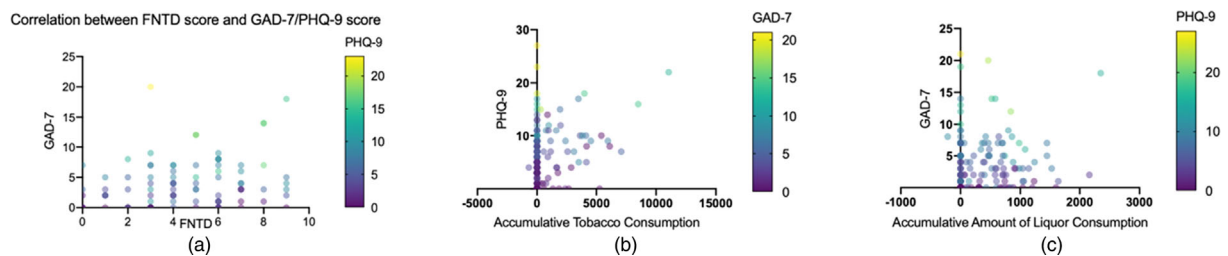 Correlation between FNTD score and GAD-7/PHQ-9 score
PHQ-9
25
20
15
10
5
0
GAD-7
0 2 4 6 8 10
FNTD
20
15
10
5
0
(a)
GAD-7
30
20
10
PHQ-9
-5000 0 5000 10000 15000
Accumulative Tobacco Consumption
20
15
10
5
0
(b)
PHQ-9
25
20
15
10
5
0
GAD-7
-1000 0 1000 2000 3000
Accumulative Amount of Liquor Consumption
25
20
15
10
5
0
(c)